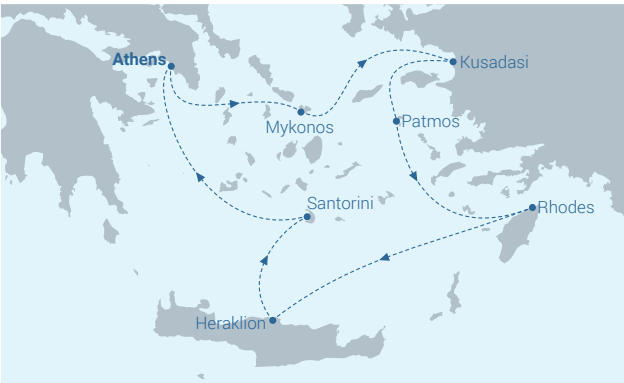 Athens
Kusadasi
Mykonos
Patmos
Santorini
Rhodes
Heraklion